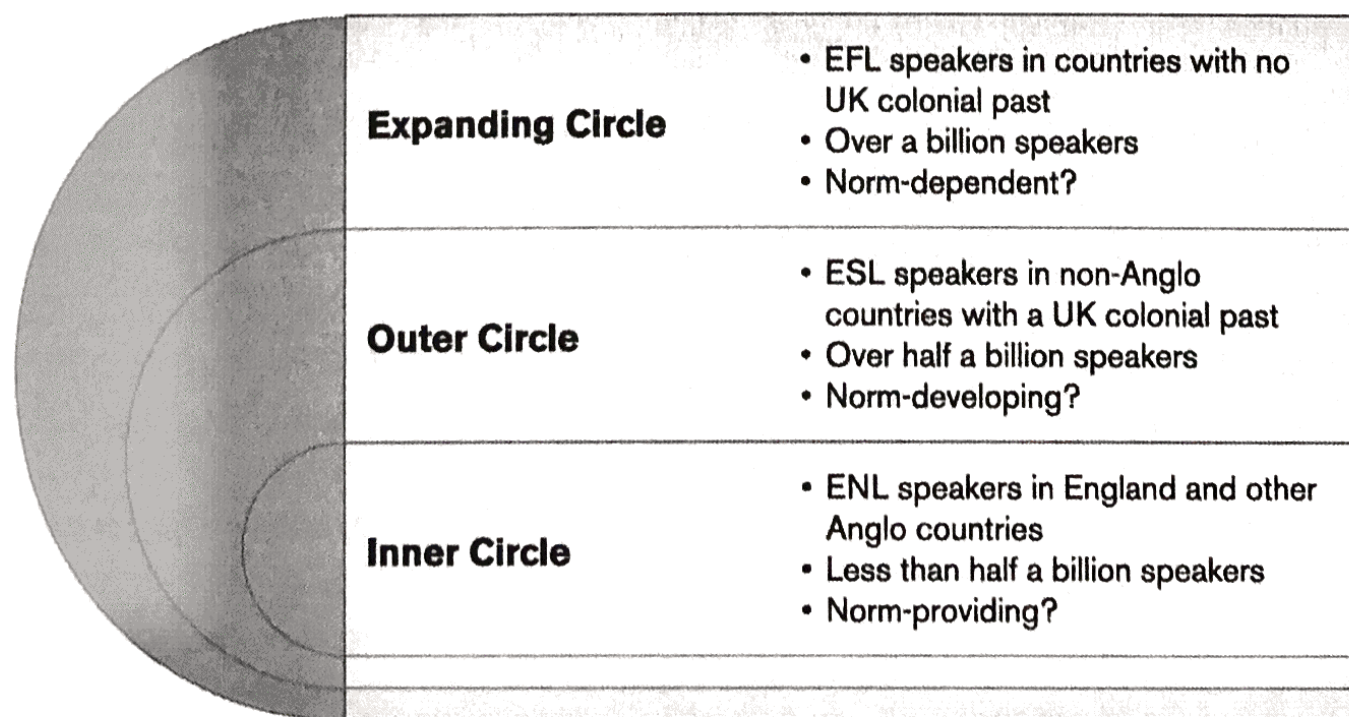 Expanding Circle
• EFL speakers in countries with no
UK colonial past
• Over a billion speakers
• Norm-dependent?
Outer Circle
• ESL speakers in non-Anglo
countries with a UK colonial past
• Over half a billion speakers
• Norm-developing?
Inner Circle
• ENL speakers in England and other
Anglo countries
• Less than half a billion speakers
• Norm-providing?